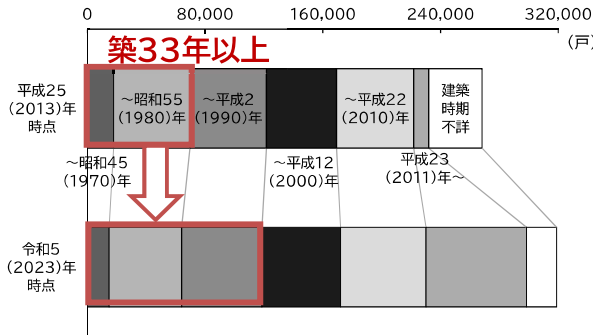 0 80,000 160,000 240,000 320,000
(戸)
築33年以上
平成25
(2013)年
時点
～昭和55
(1980)年
～平成2
(1990)年
～平成22
(2010)年
建築
時期
不詳
～昭和45
(1970)年
～平成12
(2000)年
平成23
(2011)年～
令和5
(2023)年
時点